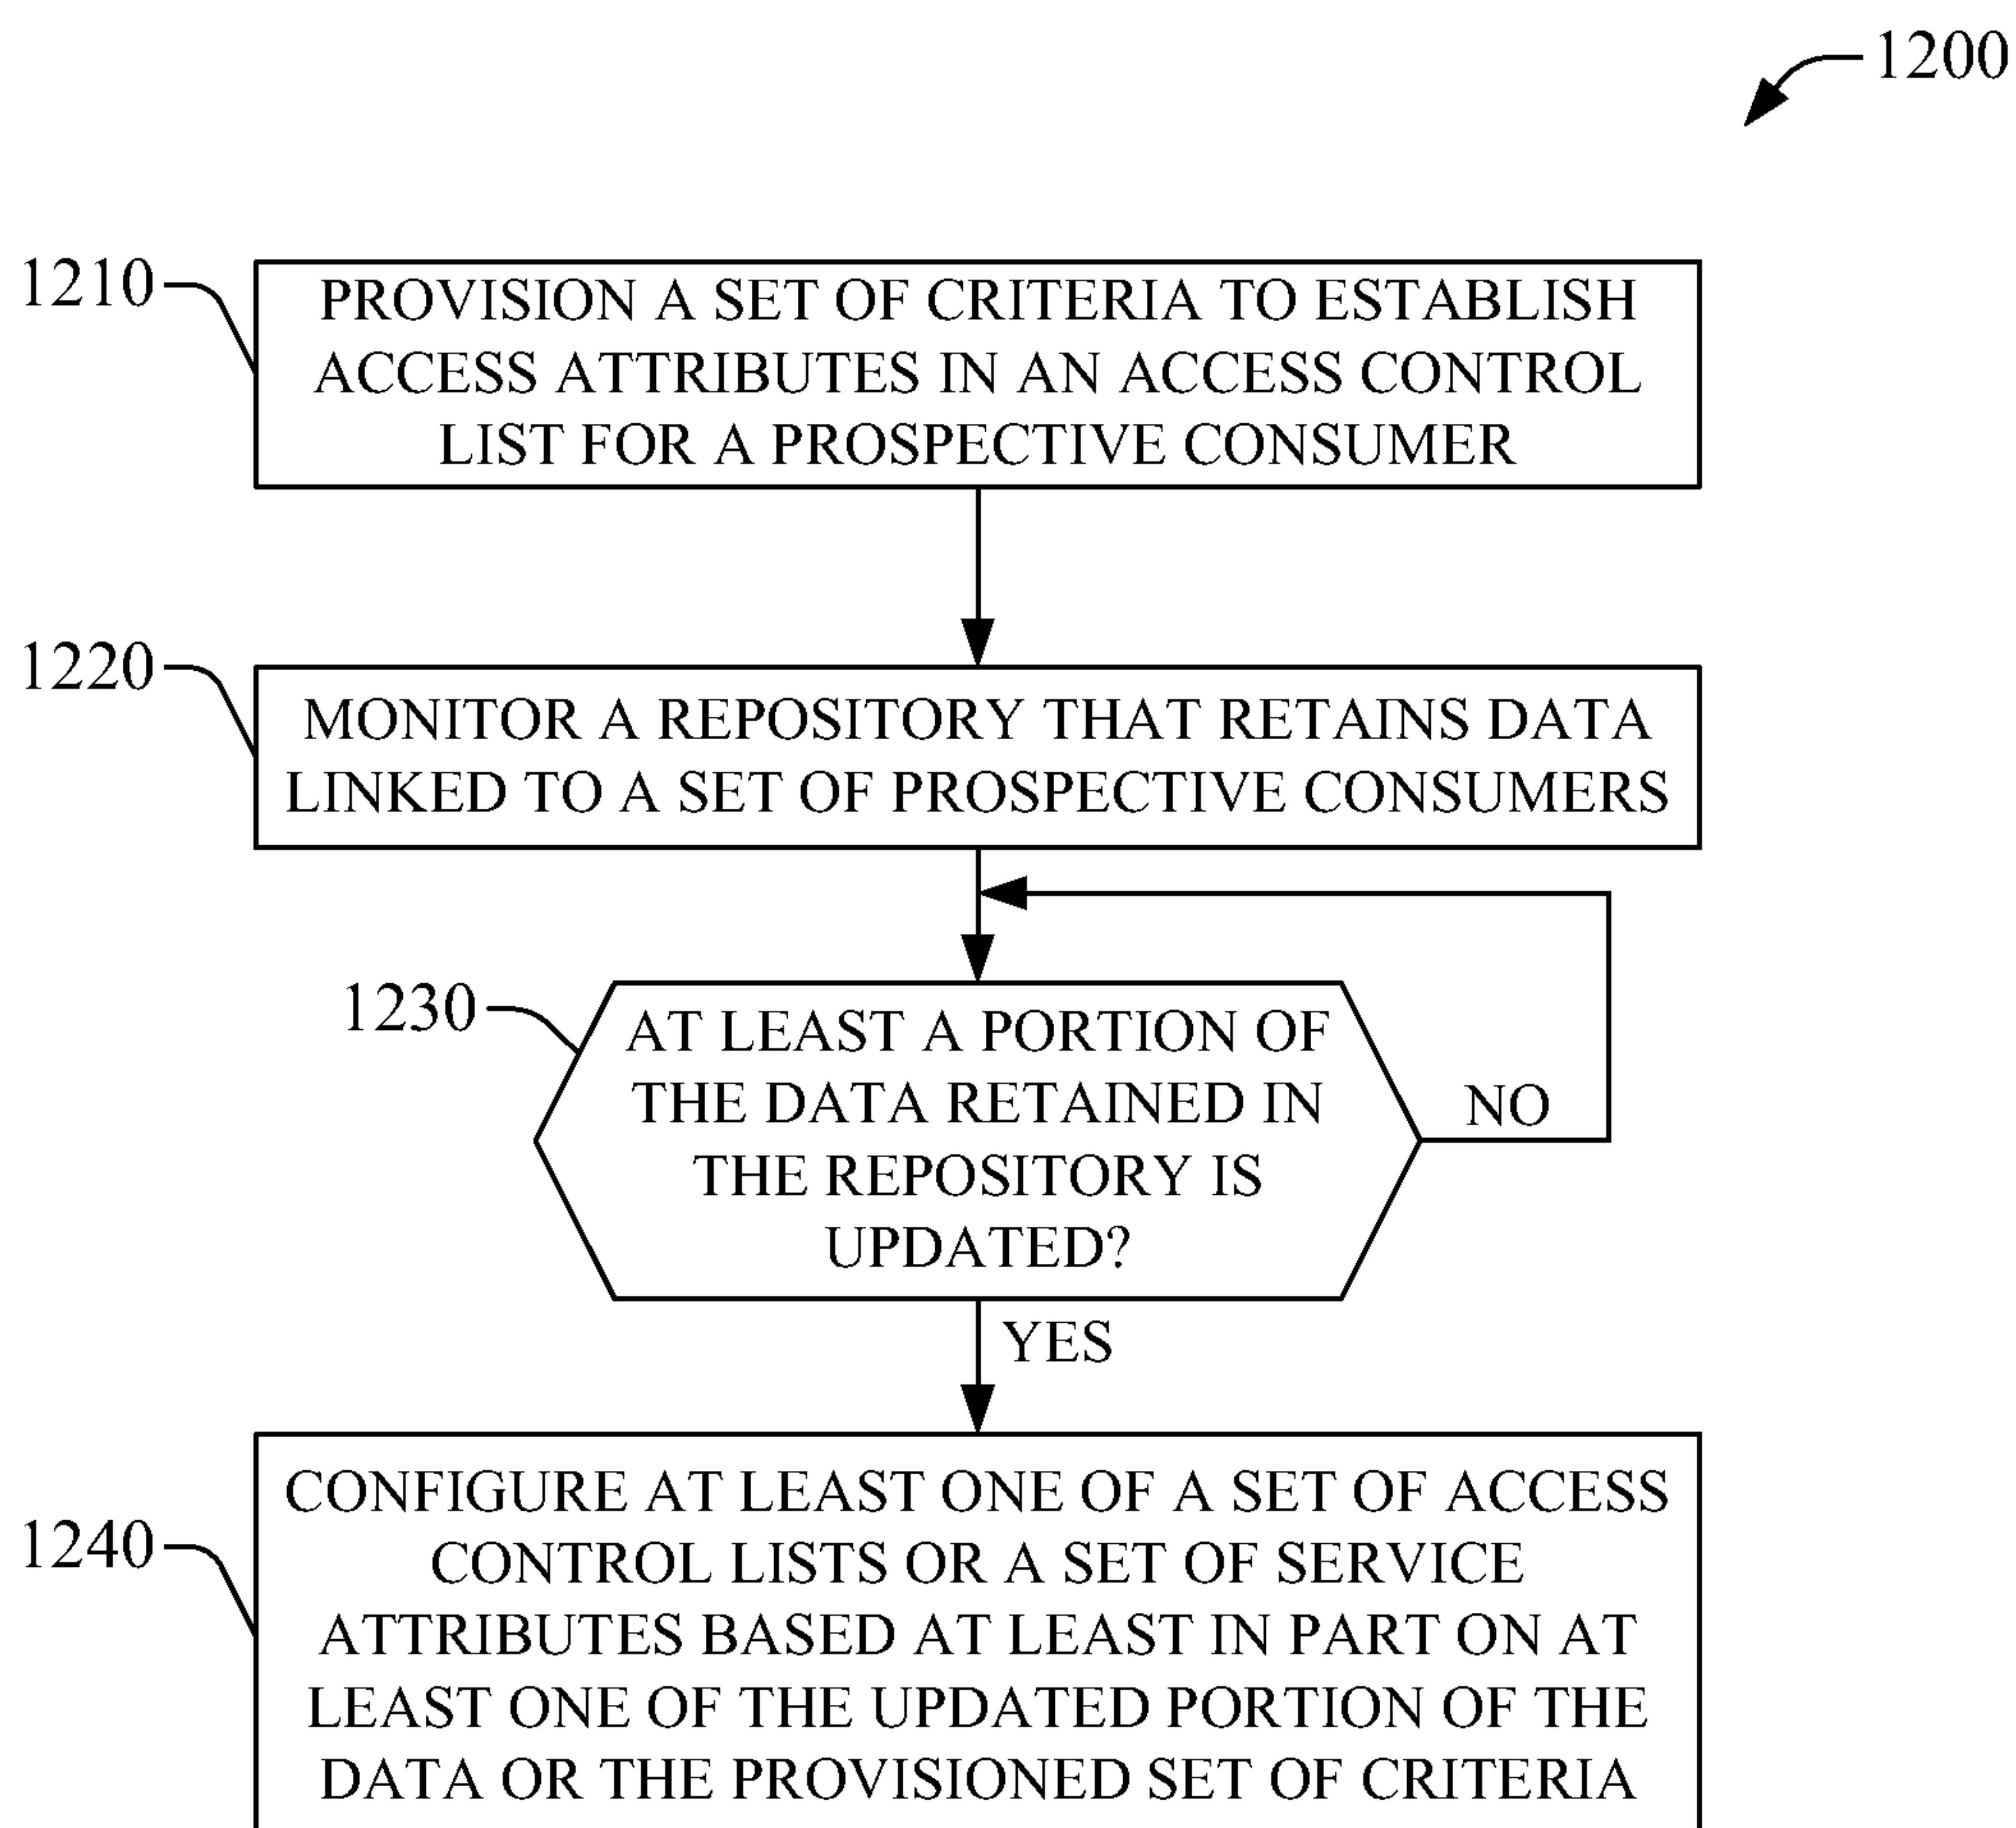 1200
1210
PROVISION A SET OF CRITERIA TO ESTABLISH
ACCESS ATTRIBUTES IN AN ACCESS CONTROL
LIST FOR A PROSPECTIVE CONSUMER
1220
MONITOR A REPOSITORY THAT RETAINS DATA
LINKED TO A SET OF PROSPECTIVE CONSUMERS
1230
AT LEAST A PORTION OF
THE DATA RETAINED IN
THE REPOSITORY IS
UPDATED?
NO
YES
1240
CONFIGURE AT LEAST ONE OF A SET OF ACCESS
CONTROL LISTS OR A SET OF SERVICE
ATTRIBUTES BASED AT LEAST IN PART ON AT
LEAST ONE OF THE UPDATED PORTION OF THE
DATA OR THE PROVISIONED SET OF CRITERIA